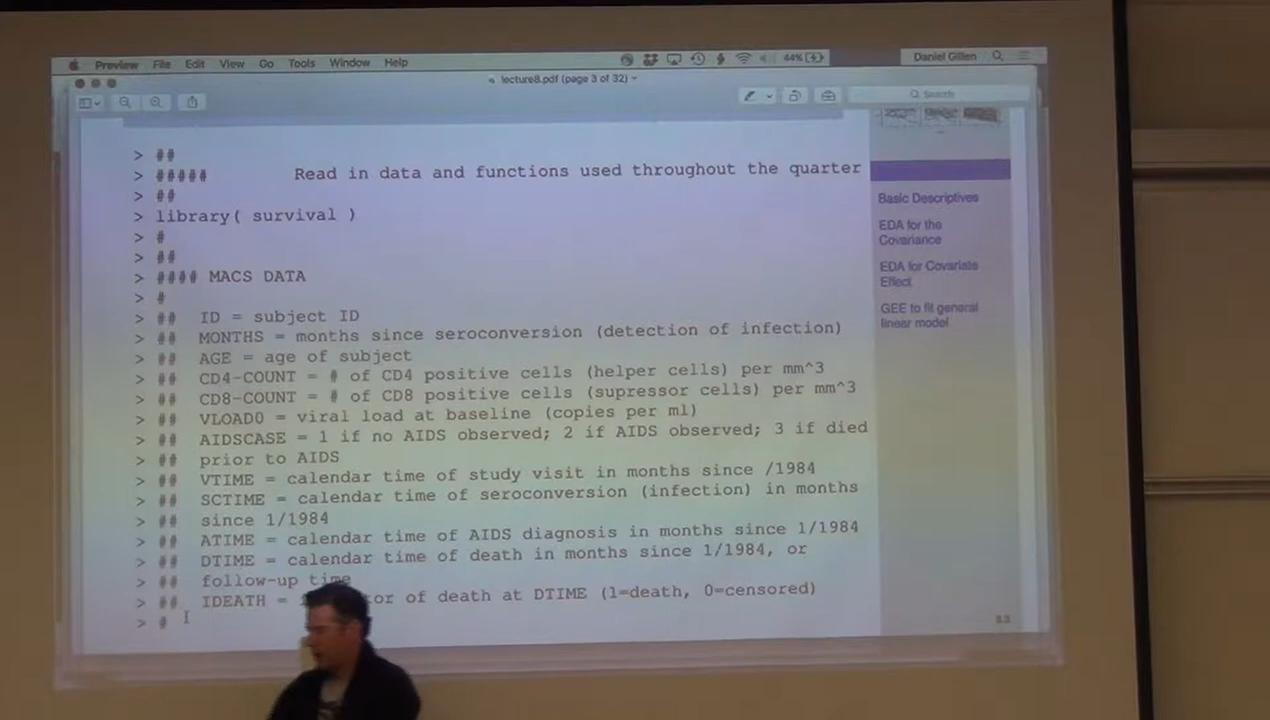 Preview File Edit View Go Tools Window Help 44% Daniel Gillen
lecture8.pdf (page 3 of 32)
Search
> ##
> ##### Read in data and functions used throughout the quarter
> ##
> library( survival )
> #
> ##
> #### MACS DATA
> #
> ## ID = subject ID
> ## MONTHS = months since seroconversion (detection of infection)
> ## AGE = age of subject
> ## CD4-COUNT = # of CD4 positive cells (helper cells) per mm^3
> ## CD8-COUNT = # of CD8 positive cells (supressor cells) per mm^3
> ## VLOAD0 = viral load at baseline (copies per ml)
> ## AIDSCASE = 1 if no AIDS observed; 2 if AIDS observed; 3 if died
> ## prior to AIDS
> ## VTIME = calendar time of study visit in months since /1984
> ## SCTIME = calendar time of seroconversion (infection) in months
> ## since 1/1984
> ## ATIME = calendar time of AIDS diagnosis in months since 1/1984
> ## DTIME = calendar time of death in months since 1/1984, or
> ## follow-up time
> ## IDEATH = tor of death at DTIME (1=death, 0=censored)
> #
Basic Descriptives
EDA for the
Covariance
EDA for Covariate
Effect
GEE to fit general
linear model
8.3